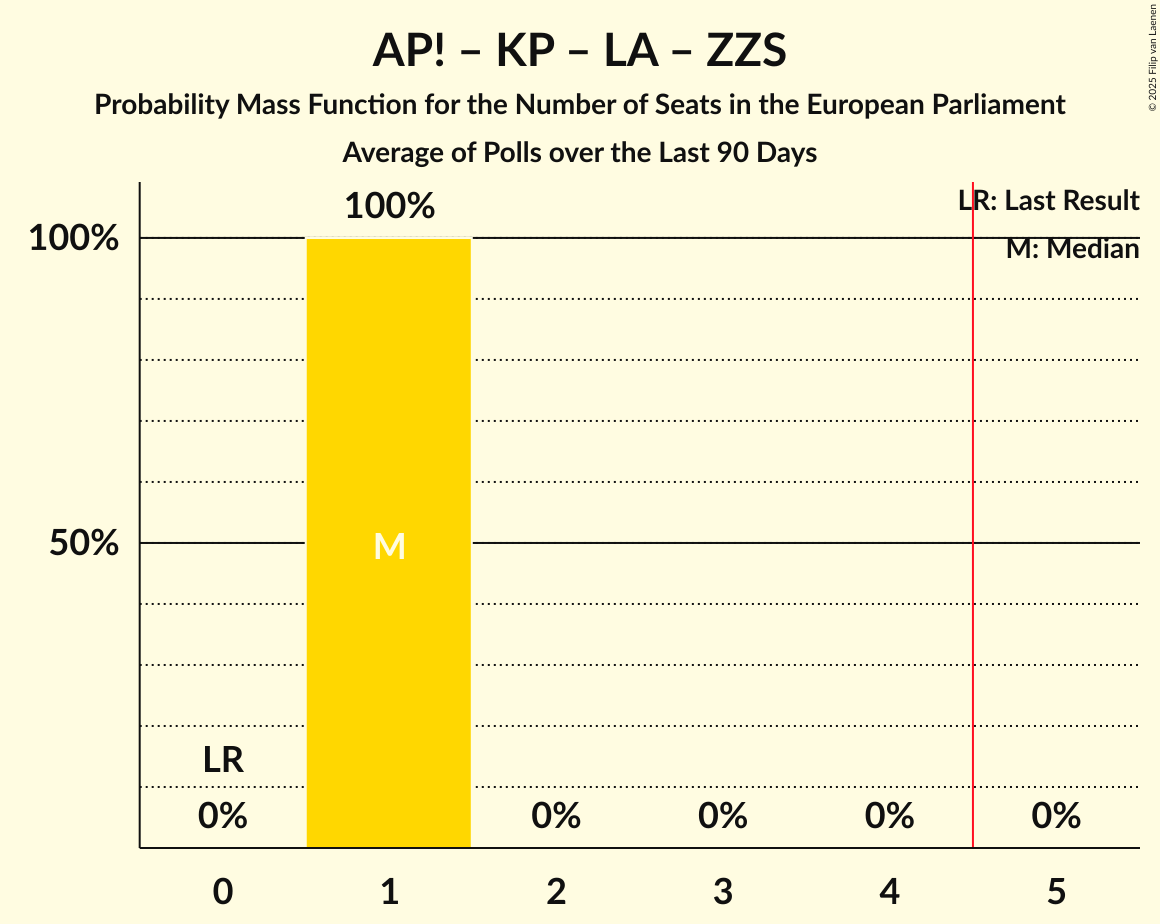 AP! – KP – LA – ZZS
Probability Mass Function for the Number of Seats in the European Parliament
Average of Polls over the Last 90 Days
© 2025 Filip van Laenen
LR: Last Result
M: Median
100%
100%
50%
M
LR
0%
0%
0%
0%
0%
0
1
2
3
4
5